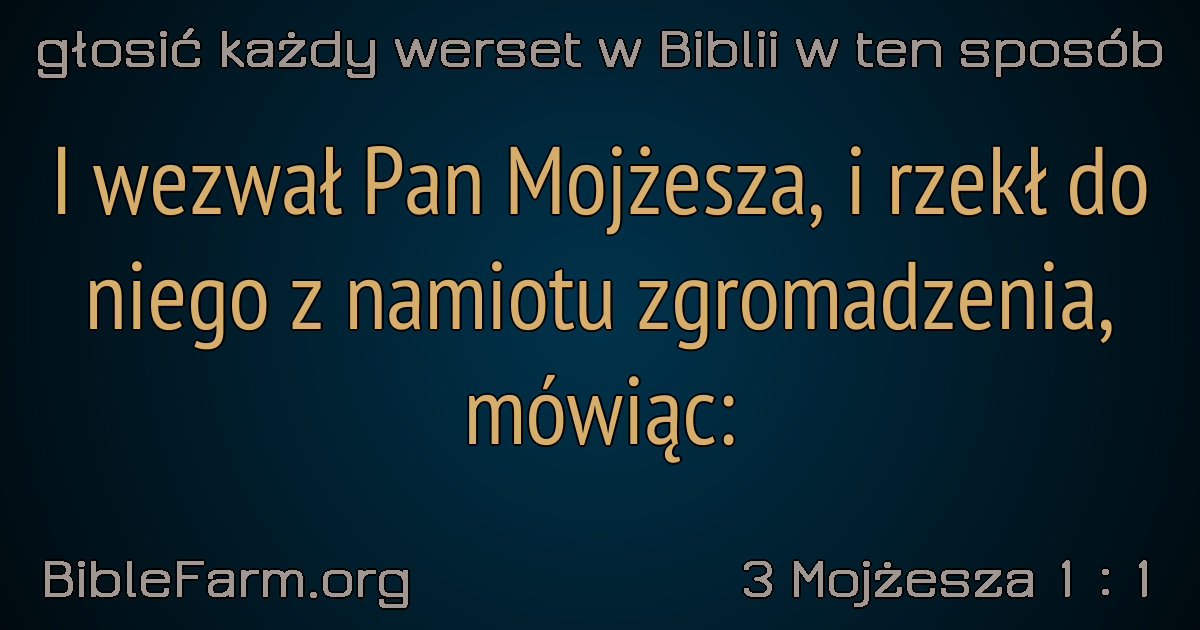 głosić każdy werset w Biblii w ten sposób
I wezwał Pan Mojżesza, i rzekł do
niego z namiotu zgromadzenia,
mówiąc:
BibleFarm.org
3 Mojżesza 1 : 1